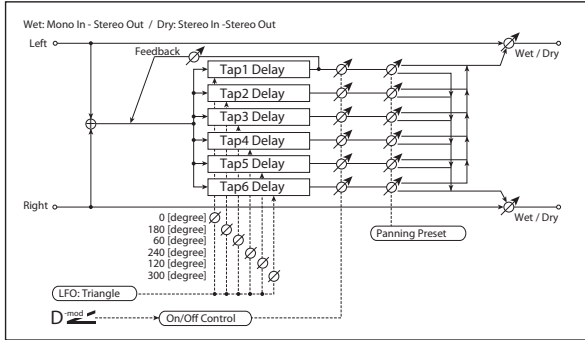 Wet: Mono In - Stereo Out / Dry: Stereo In -Stereo Out
Left
Wet / Dry
Feedback
Tap1 Delay
Tap2 Delay
Tap3 Delay
Tap4 Delay
Tap5 Delay
Tap6 Delay
Right
Wet / Dry
0 [degree]
180 [degree]
60 [degree]
240 [degree]
120 [degree]
300 [degree]
Panning Preset
LFO: Triangle
D-mod
On/Off Control